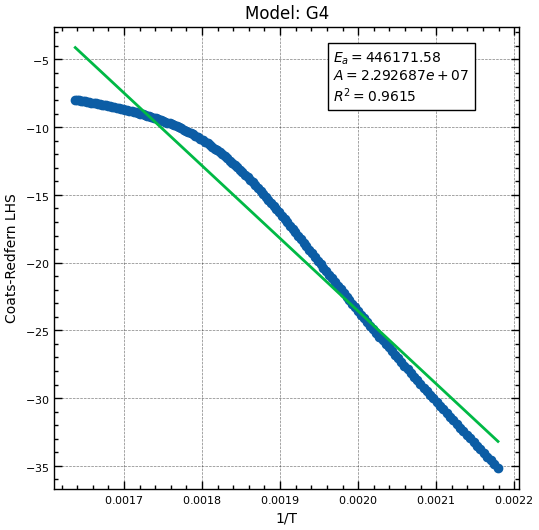 Model: G4
E_a = 446171.58
A = 2.292687e + 07
R² = 0.9615
Coats-Redfern LHS
−5
−10
−15
−20
−25
−30
−35
0.0017 0.0018 0.0019 0.0020 0.0021 0.0022
1/T